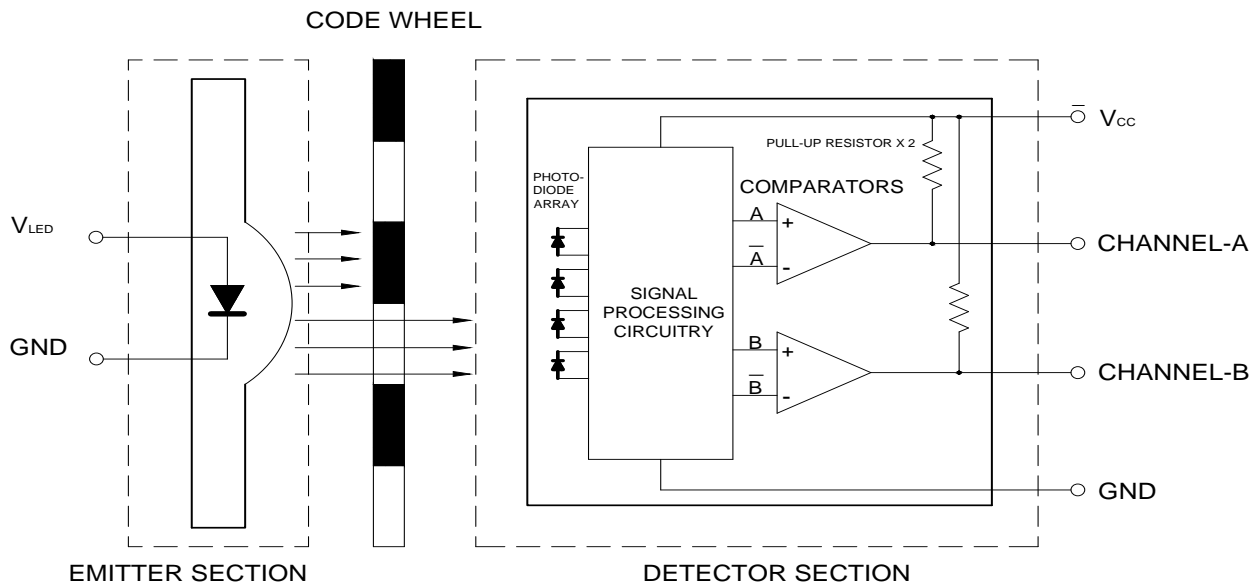 CODE WHEEL
V̅CC
PULL-UP RESISTOR X 2
PHOTO-
DIODE
ARRAY
COMPARATORS
VLED
A
+
CHANNEL-A
A̅
-
SIGNAL
PROCESSING
CIRCUITRY
GND
B
+
CHANNEL-B
B̅
-
GND
EMITTER SECTION
DETECTOR SECTION